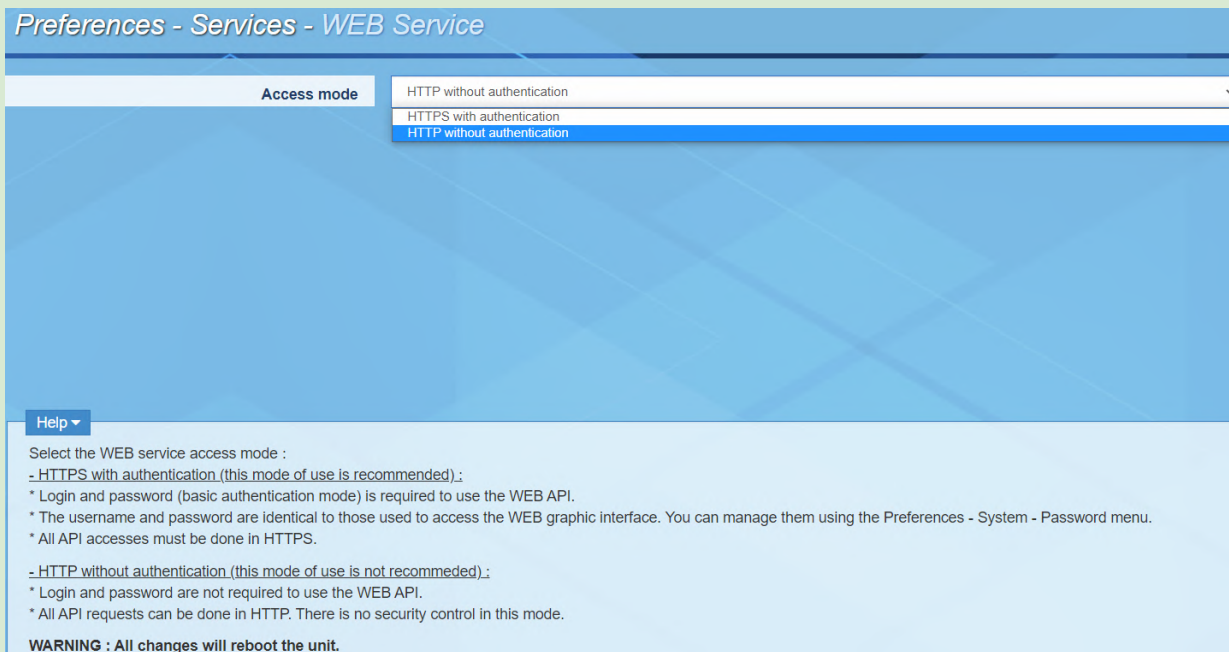 Preferences - Services - WEB Service
Access mode
HTTP without authentication
HTTPS with authentication
HTTP without authentication
Help
Select the WEB service access mode :
- HTTPS with authentication (this mode of use is recommended) :
* Login and password (basic authentication mode) is required to use the WEB API.
* The username and password are identical to those used to access the WEB graphic interface. You can manage them using the Preferences - System - Password menu.
* All API accesses must be done in HTTPS.
- HTTP without authentication (this mode of use is not recommeded) :
* Login and password are not required to use the WEB API.
* All API requests can be done in HTTP. There is no security control in this mode.
WARNING : All changes will reboot the unit.